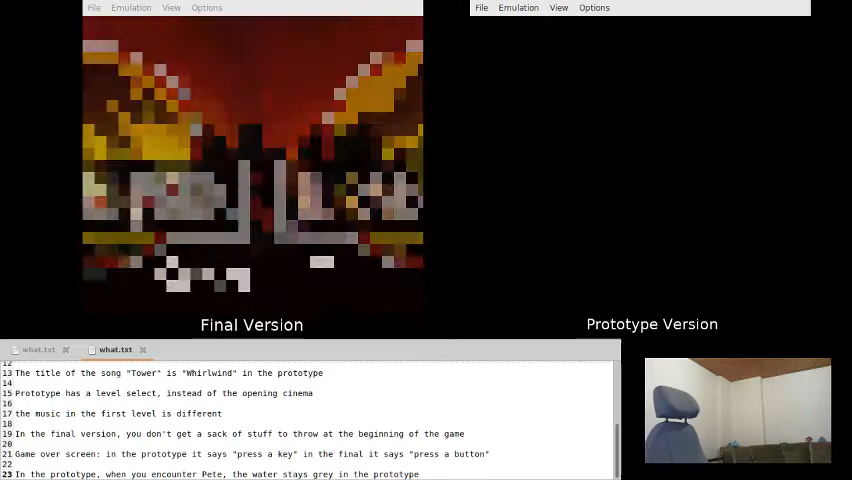 File Emulation View Options
File Emulation View Options
Final Version
Prototype Version
what.txt what.txt
12
13 The title of the song "Tower" is "Whirlwind" in the prototype
14
15 Prototype has a level select, instead of the opening cinema
16
17 the music in the first level is different
18
19 In the final version, you don't get a sack of stuff to throw at the beginning of the game
20
21 Game over screen: in the prototype it says "press a key" in the final it says "press a button"
22
23 In the prototype, when you encounter Pete, the water stays grey in the prototype